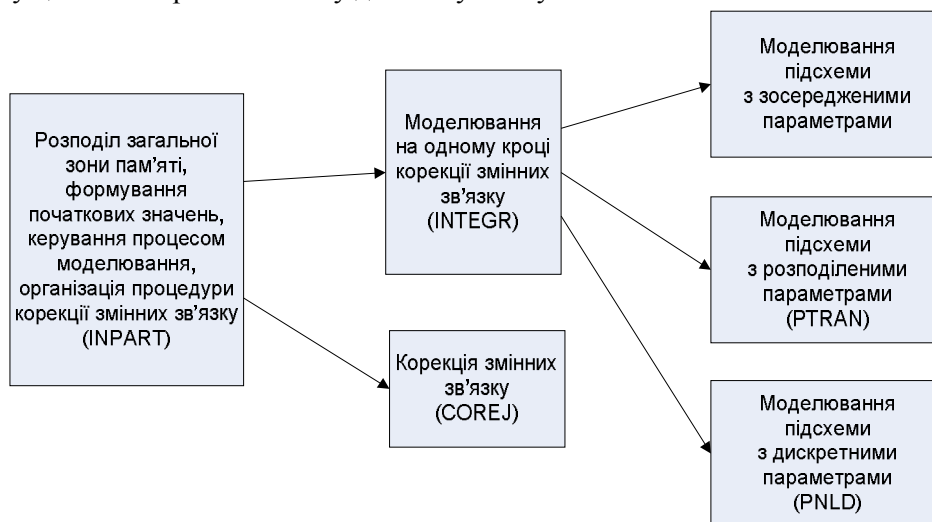 Розподіл загальної
зони пам'яті,
формування
початкових значень,
керування процесом
моделювання,
організація процедури
корекції змінних зв'язку
(INPART)
Моделювання
на одному кроці
корекції змінних
зв'язку
(INTEGR)
Корекція змінних
зв'язку
(COREJ)
Моделювання
підсхеми
з зосередженими
параметрами
Моделювання
підсхеми
з розподіленими
параметрами
(PTRAN)
Моделювання
підсхеми
з дискретними
параметрами
(PNLD)